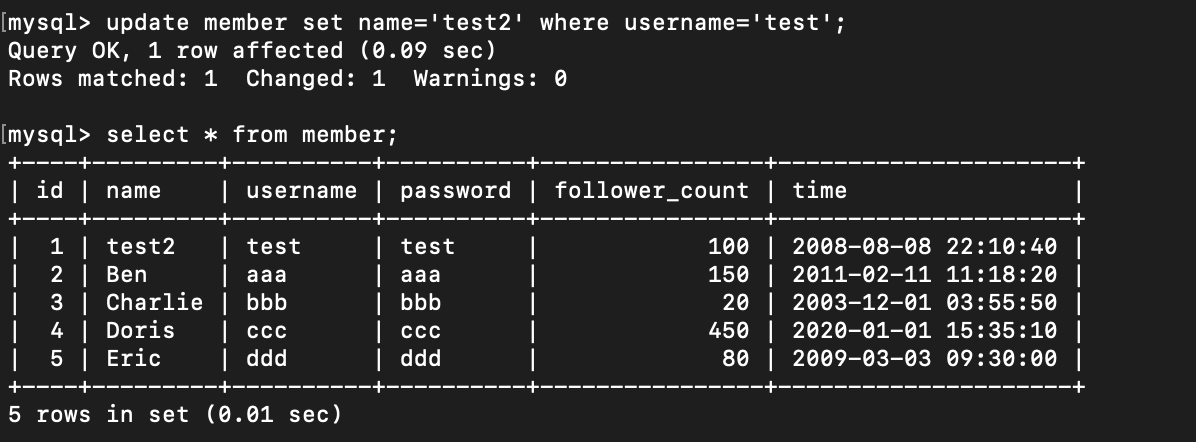 [mysql> update member set name='test2' where username='test';
Query OK, 1 row affected (0.09 sec)
Rows matched: 1  Changed: 1  Warnings: 0

[mysql> select * from member;
+----+---------+----------+----------+----------------+---------------------+
| id | name    | username | password | follower_count | time                |
+----+---------+----------+----------+----------------+---------------------+
|  1 | test2   | test     | test     |            100 | 2008-08-08 22:10:40 |
|  2 | Ben     | aaa      | aaa      |            150 | 2011-02-11 11:18:20 |
|  3 | Charlie | bbb      | bbb      |             20 | 2003-12-01 03:55:50 |
|  4 | Doris   | ccc      | ccc      |            450 | 2020-01-01 15:35:10 |
|  5 | Eric    | ddd      | ddd      |             80 | 2009-03-03 09:30:00 |
+----+---------+----------+----------+----------------+---------------------+
5 rows in set (0.01 sec)